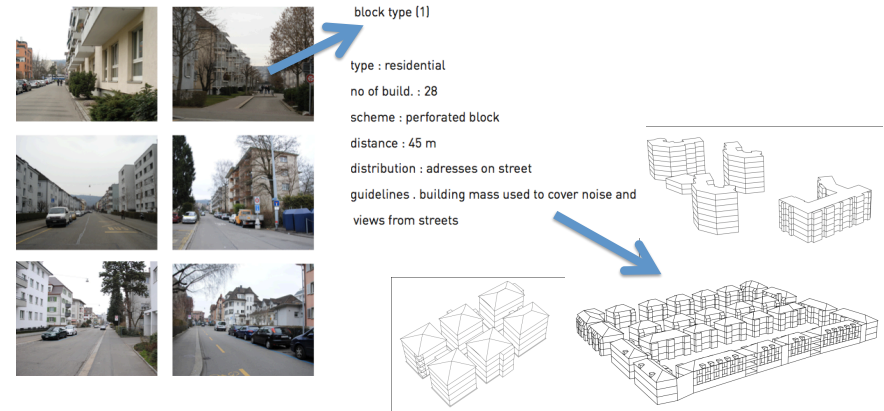 block type (1)
type : residential
no of build. : 28
scheme : perforated block
distance : 45 m
distribution : adresses on street
guidelines . building mass used to cover noise and
views from streets